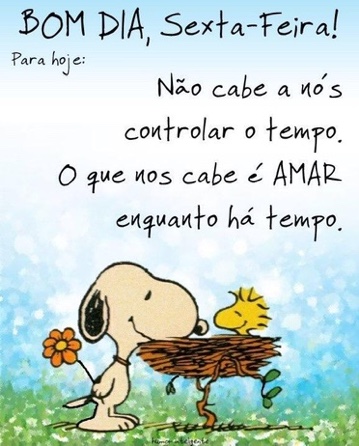 BOM DIA, Sexta-Feira!
Para hoje:
Não cabe a nós
controlar o tempo.
O que nos cabe é AMAR
enquanto há tempo.